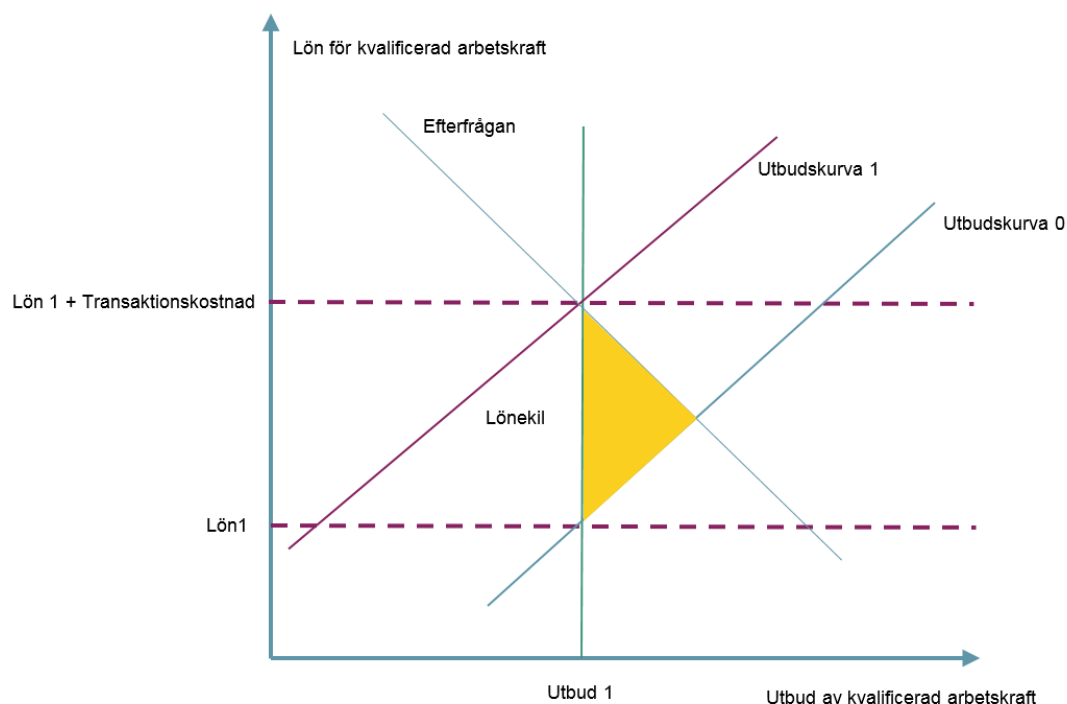 Lön för kvalificerad arbetskraft
Efterfrågan
Utbudskurva 1
Utbudskurva 0
Lön 1 + Transaktionskostnad
Lönekil
Lön1
Utbud 1
Utbud av kvalificerad arbetskraft